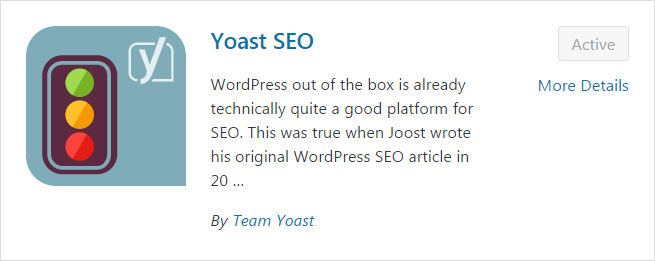 y
Yoast SEO
Active
More Details
WordPress out of the box is already
technically quite a good platform for
SEO. This was true when Joost wrote
his original WordPress SEO article in
20 ...
By Team Yoast